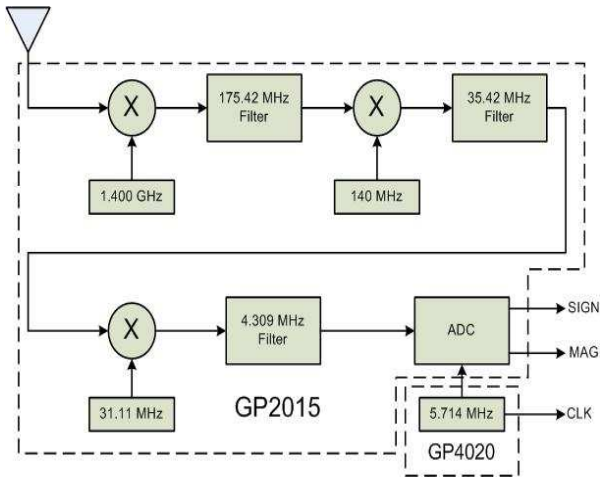 X
175.42 MHz
Filter
X
35.42 MHz
Filter
1.400 GHz
140 MHz
X
4.309 MHz
Filter
ADC
SIGN
MAG
31.11 MHz
GP2015
5.714 MHz
CLK
GP4020